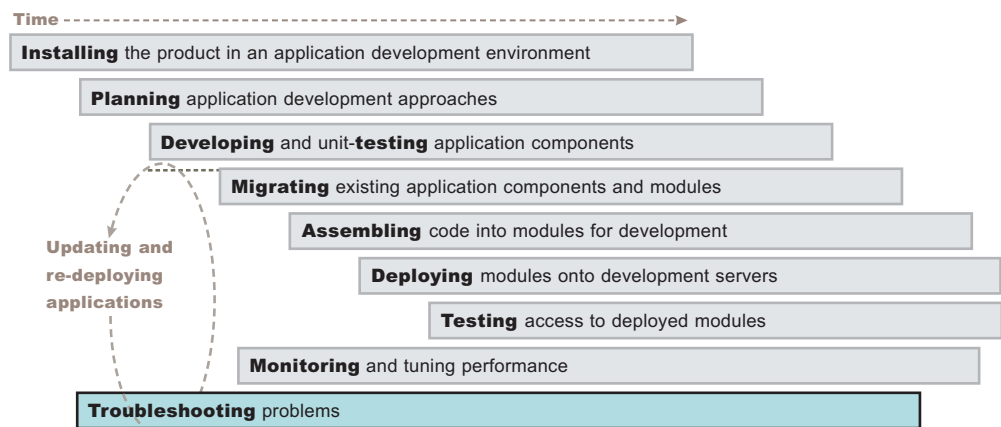 Time
Installing the product in an application development environment
Planning application development approaches
Developing and unit-testing application components
Migrating existing application components and modules
Assembling code into modules for development
Updating and
re-deploying
applications
Deploying modules onto development servers
Testing access to deployed modules
Monitoring and tuning performance
Troubleshooting problems